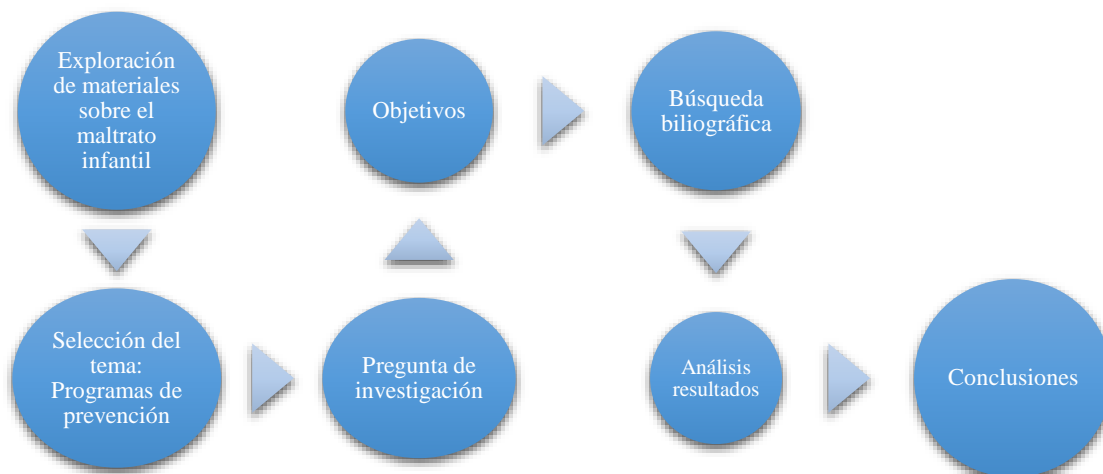 Exploración
de materiales
sobre el
maltrato
infantil
Selección del
tema:
Programas de
prevención
Pregunta de
investigación
Objetivos
Búsqueda
biliográfica
Análisis
resultados
Conclusiones